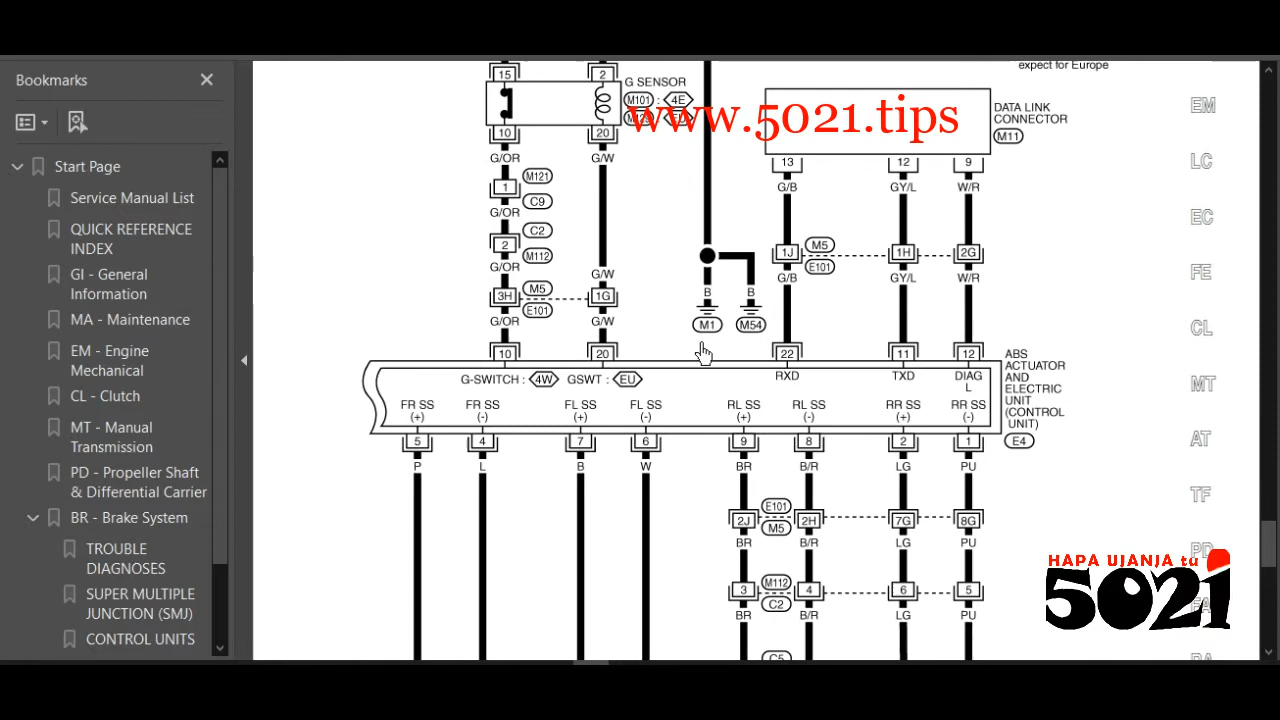 Bookmarks
Start Page
Service Manual List
QUICK REFERENCE
INDEX
GI - General
Information
MA - Maintenance
EM - Engine
Mechanical
CL - Clutch
MT - Manual
Transmission
PD - Propeller Shaft
& Differential Carrier
BR - Brake System
TROUBLE
DIAGNOSES
SUPER MULTIPLE
JUNCTION (SMJ)
CONTROL UNITS
expect for Europe
15 2
G SENSOR
M101 : 4E
EU
www.5021.tips
DATA LINK
CONNECTOR
M11
10 20 13 12 9
G/OR G/W G/B GY/L W/R
1 M121
C9
G/OR
2 C2
M112
G/OR G/W
1J M5 1H 2G
E101
G/B GY/L W/R
3H M5 1G
E101
G/OR G/W
B B
M1 M54
10 20 22 11 12
ABS
ACTUATOR
AND
ELECTRIC
UNIT
(CONTROL
UNIT)
E4
G-SWITCH : 4W GSWT : EU RXD TXD DIAG
L
FR SS FR SS FL SS FL SS RL SS RL SS RR SS RR SS
(+) (-) (+) (-) (+) (-) (+) (-)
5 4 7 6 9 8 2 1
P L B W BR B/R LG PU
2J E101 2H 7G 8G
M5
BR B/R LG PU
3 M112 4 6 5
C2
BR B/R LG PU
C5
EM
LC
EC
FE
CL
MT
AT
TF
PD
FA
RA
HAPA UJANJA tu
5021